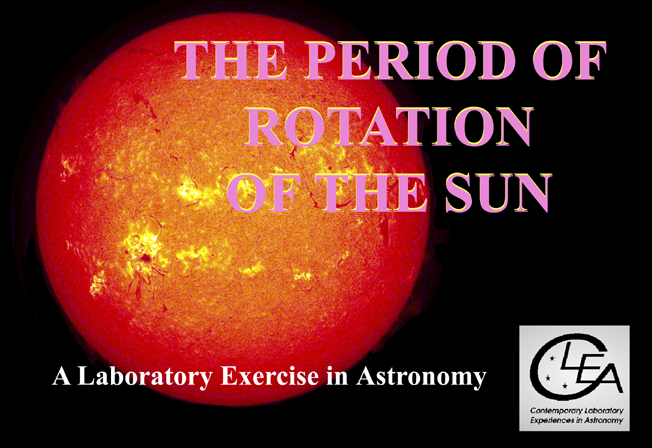 THE PERIOD OF
ROTATION
OF THE SUN
A Laboratory Exercise in Astronomy
CLEA
Contemporary Laboratory
Experiences in Astronomy